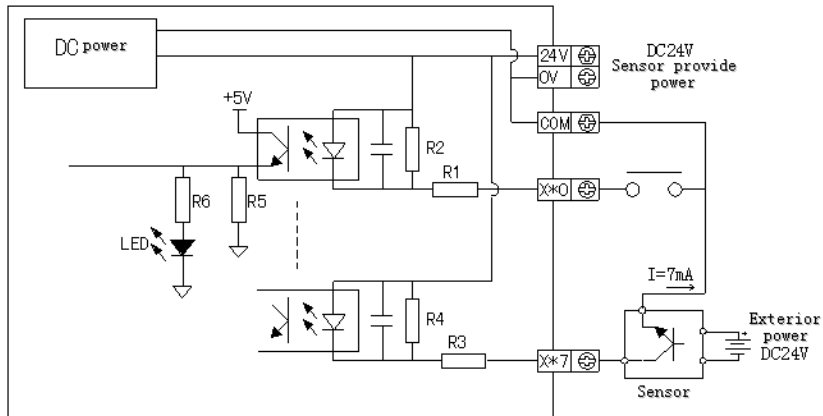 DC power
24V
0V
DC24V
Sensor provide
power
+5V
COM
R2
R1
X*0
R6
R5
LED
I=7mA
R4
R3
X*7
Exterior
power
DC24V
+
Sensor